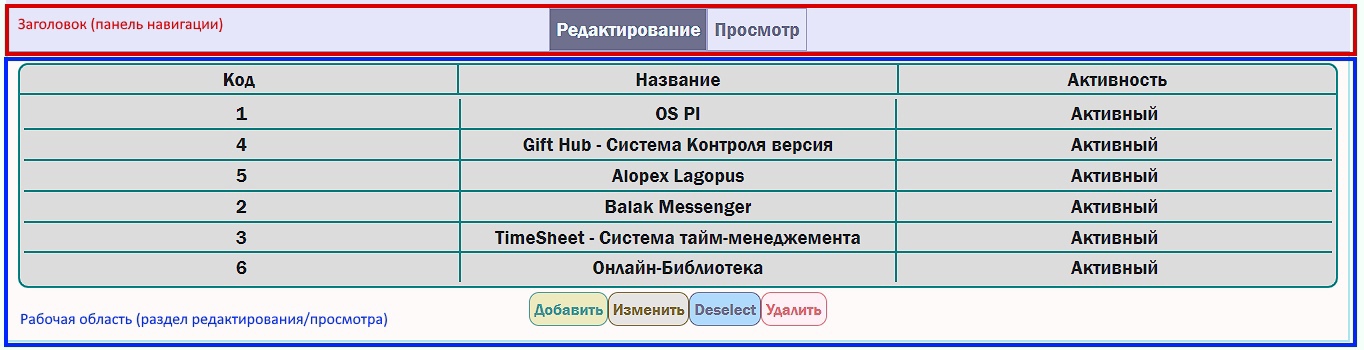 Заголовок (панель навигации)
Редактирование Просмотр
Код Название Активность
1 OS PI Активный
4 Gift Hub - Система Контроля версия Активный
5 Alopex Lagopus Активный
2 Balak Messenger Активный
3 TimeSheet - Система тайм-менеджемента Активный
6 Онлайн-Библиотека Активный
Добавить Изменить Deselect Удалить
Рабочая область (раздел редактирования/просмотра)